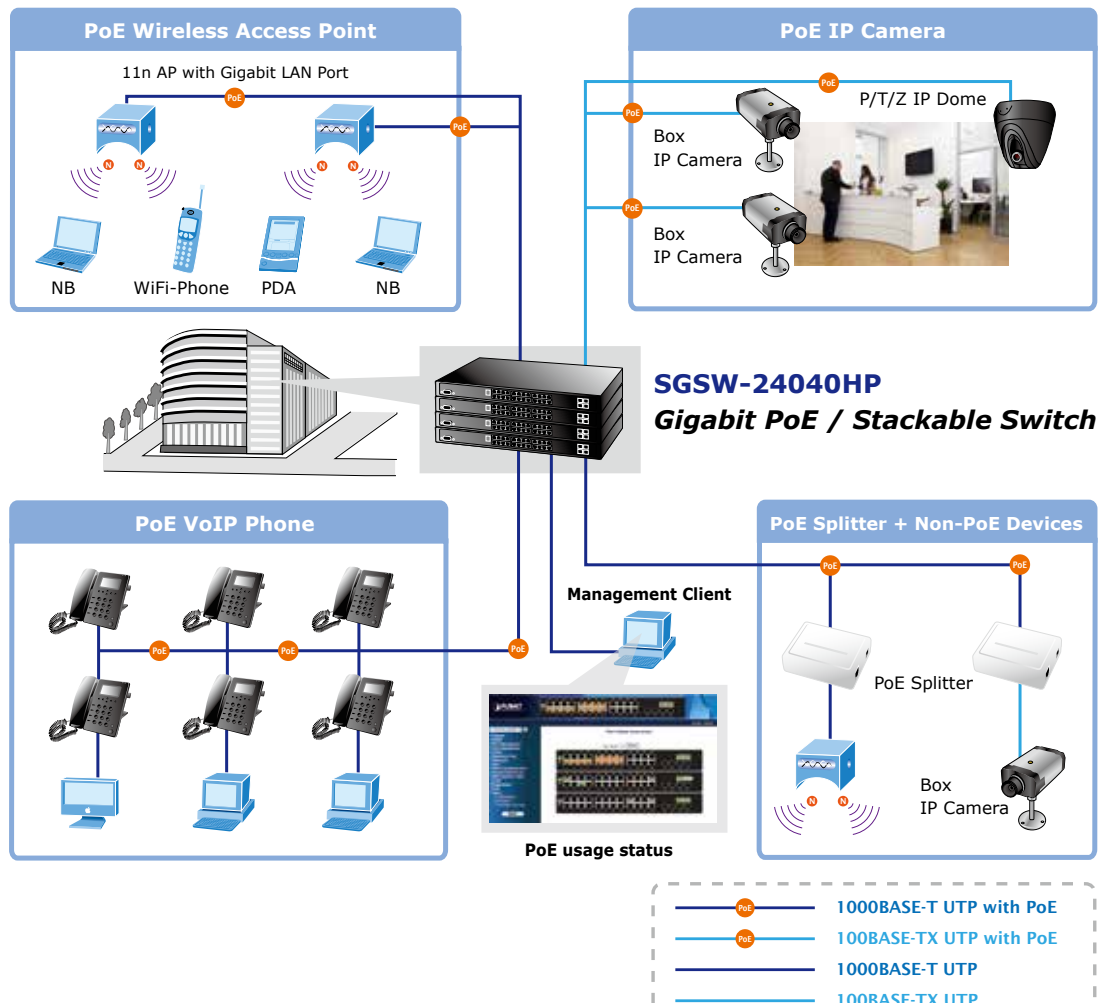 PoE Wireless Access Point
11n AP with Gigabit LAN Port
PoE
PoE
N
N
N
N
NB
WiFi-Phone
PDA
NB
PoE IP Camera
PoE
P/T/Z IP Dome
PoE
Box
IP Camera
PoE
Box
IP Camera
SGSW-24040HP
Gigabit PoE / Stackable Switch
PoE VoIP Phone
PoE
PoE
PoE
Management Client
PoE usage status
PoE Splitter + Non-PoE Devices
PoE
PoE
PoE Splitter
N
N
Box
IP Camera
PoE
1000BASE-T UTP with PoE
PoE
100BASE-TX UTP with PoE
1000BASE-T UTP
100BASE-TX UTP